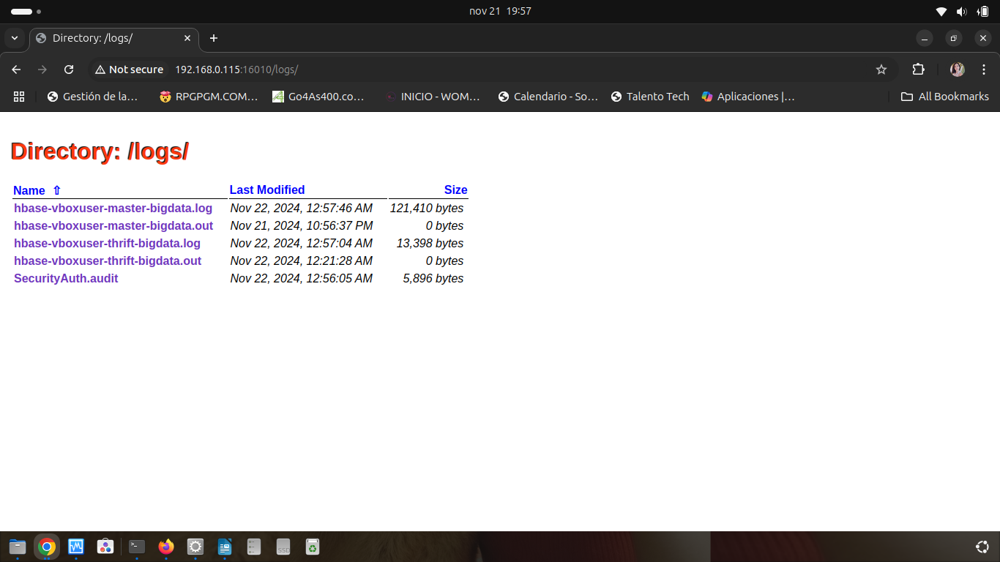 nov 21 19:57
Directory: /logs/
Not secure 192.168.0.115:16010/logs/
Gestión de la... RPGPGM.COM... Go4As400.co... INICIO - WOM... Calendario - So... Talento Tech Aplicaciones |... All Bookmarks
Directory: /logs/
Name ⇧ Last Modified Size
hbase-vboxuser-master-bigdata.log Nov 22, 2024, 12:57:46 AM 121,410 bytes
hbase-vboxuser-master-bigdata.out Nov 21, 2024, 10:56:37 PM 0 bytes
hbase-vboxuser-thrift-bigdata.log Nov 22, 2024, 12:57:04 AM 13,398 bytes
hbase-vboxuser-thrift-bigdata.out Nov 22, 2024, 12:21:28 AM 0 bytes
SecurityAuth.audit Nov 22, 2024, 12:56:05 AM 5,896 bytes
SSD